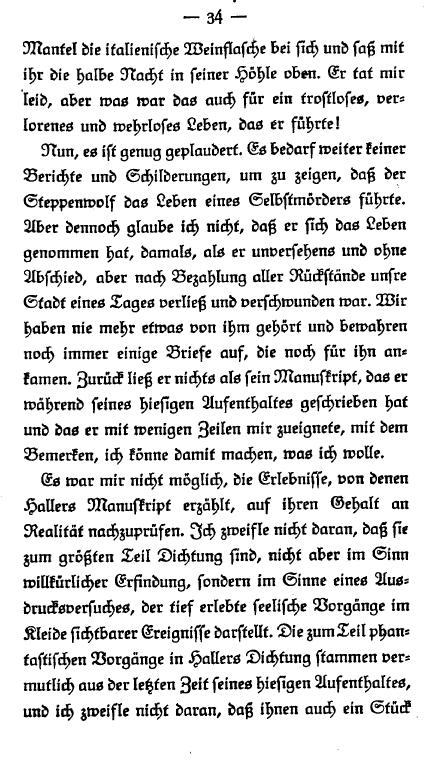 — 34 —
Mantel die italienische Weinflasche bei sich und saß mit
ihr die halbe Nacht in seiner Höhle oben. Er tat mir
leid, aber was war das auch für ein trostloses, ver-
lorenes und wehrloses Leben, das er führte!
Nun, es ist genug geplaudert. Es bedarf weiter keiner
Berichte und Schilderungen, um zu zeigen, daß der
Steppenwolf das Leben eines Selbstmörders führte.
Aber dennoch glaube ich nicht, daß er sich das Leben
genommen hat, damals, als er unversehens und ohne
Abschied, aber nach Bezahlung aller Rückstände unsre
Stadt eines Tages verließ und verschwunden war. Wir
haben nie mehr etwas von ihm gehört und bewahren
noch immer einige Briefe auf, die noch für ihn an-
kamen. Zurück ließ er nichts als sein Manuskript, das er
während seines hiesigen Aufenthaltes geschrieben hat
und das er mit wenigen Zeilen mir zueignete, mit dem
Bemerken, ich könne damit machen, was ich wolle.
Es war mir nicht möglich, die Erlebnisse, von denen
Hallers Manuskript erzählt, auf ihren Gehalt an
Realität nachzuprüfen. Ich zweifle nicht daran, daß sie
zum größten Teil Dichtung sind, nicht aber im Sinn
willkürlicher Erfindung, sondern im Sinne eines Aus-
drucksversuches, der tief erlebte seelische Vorgänge im
Kleide sichtbarer Ereignisse darstellt. Die zum Teil phan-
tastischen Vorgänge in Hallers Dichtung stammen ver-
mutlich aus der letzten Zeit seines hiesigen Aufenthaltes,
und ich zweifle nicht daran, daß ihnen auch ein Stück